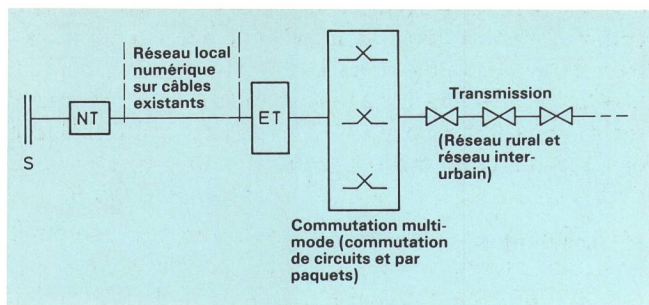 Réseau local
numérique
sur câbles
existants
NT
ET
S
Transmission
(Réseau rural et
réseau inter-
urbain)
Commutation multi-
mode (commutation
de circuits et par
paquets)